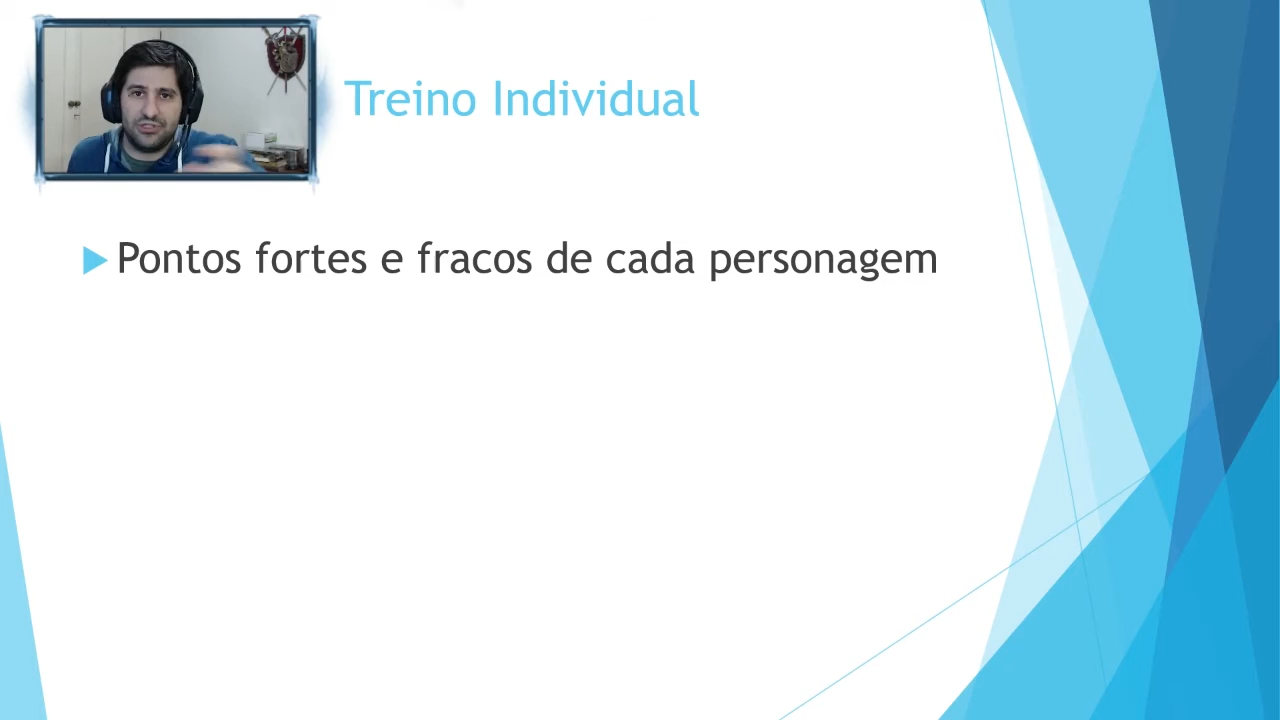 Treino Individual
Pontos fortes e fracos de cada personagem